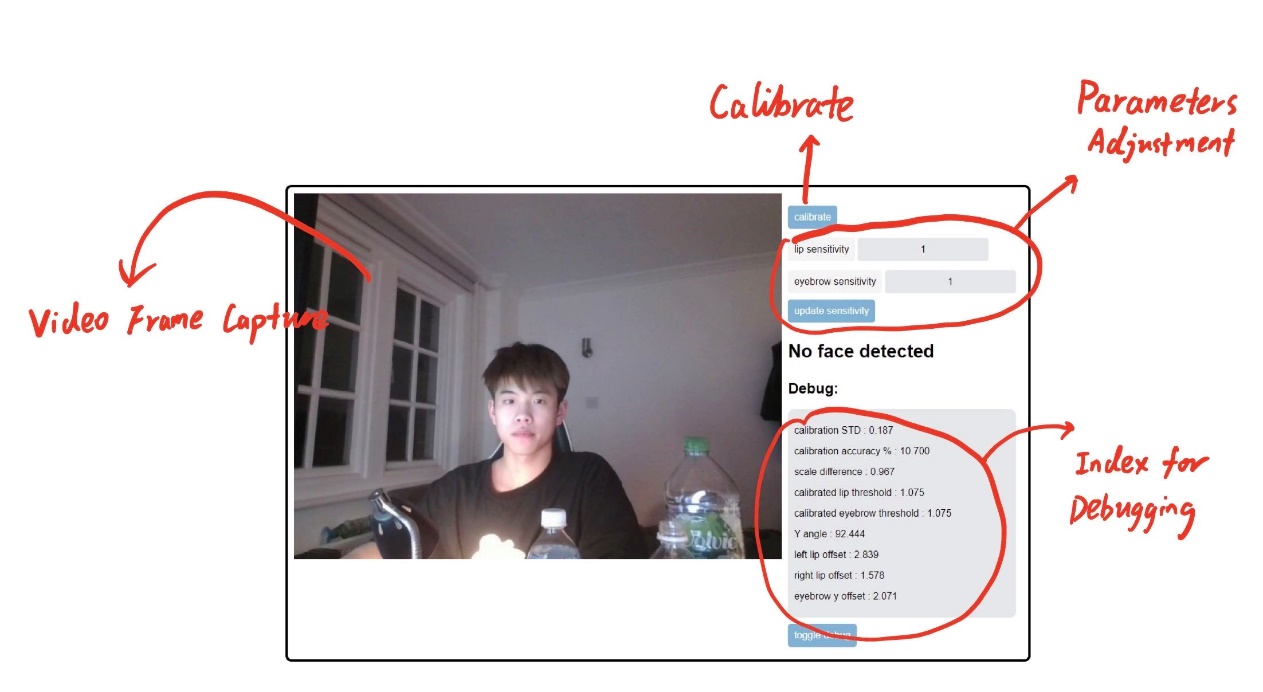 Calibrate
Parameters
Adjustment
Video Frame Capture
calibrate
lip sensitivity 1
eyebrow sensitivity 1
update sensitivity
No face detected
Debug:
calibration STD : 0.187
calibration accuracy % : 10.700
scale difference : 0.967
calibrated lip threshold : 1.075
calibrated eyebrow threshold : 1.075
Y angle : 92.444
left lip offset : 2.839
right lip offset : 1.578
eyebrow y offset : 2.071
toggle debug
Index for
Debugging
Volvic